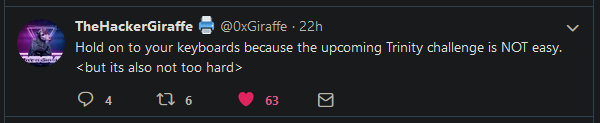 TheHackerGiraffe 🖨️ @0xGiraffe · 22h
Hold on to your keyboards because the upcoming Trinity challenge is NOT easy.
<but its also not too hard>
4 6 63